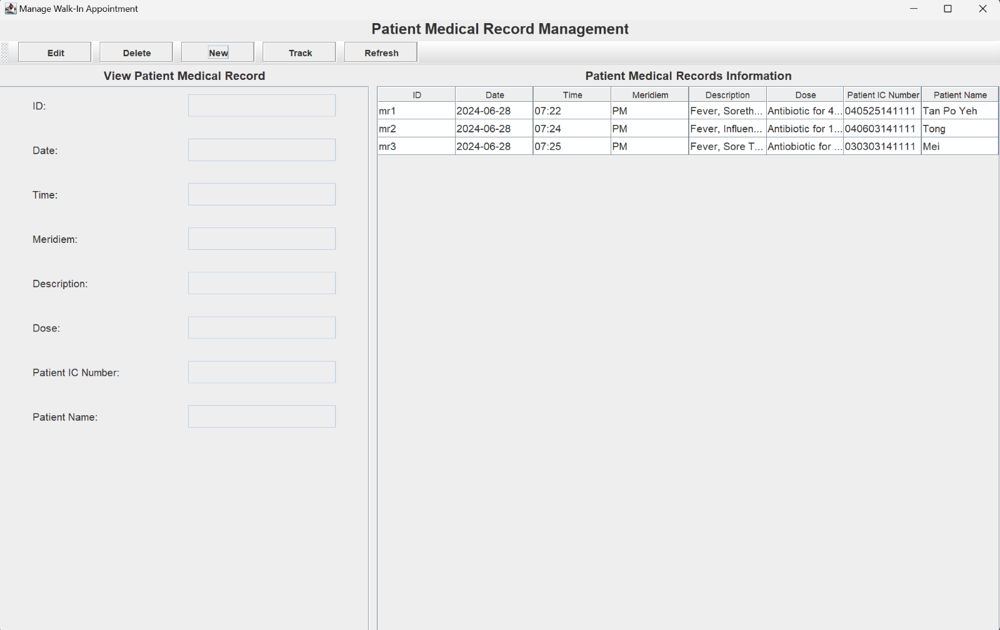 Manage Walk-In Appointment
Patient Medical Record Management
Edit Delete New Track Refresh
View Patient Medical Record
ID:
Date:
Time:
Meridiem:
Description:
Dose:
Patient IC Number:
Patient Name:
Patient Medical Records Information
ID Date Time Meridiem Description Dose Patient IC Number Patient Name
mr1 2024-06-28 07:22 PM Fever, Soreth... Antibiotic for 4... 040525141111 Tan Po Yeh
mr2 2024-06-28 07:24 PM Fever, Influen... Antibiotic for 1... 040603141111 Tong
mr3 2024-06-28 07:25 PM Fever, Sore T... Antiobiotic for ... 030303141111 Mei